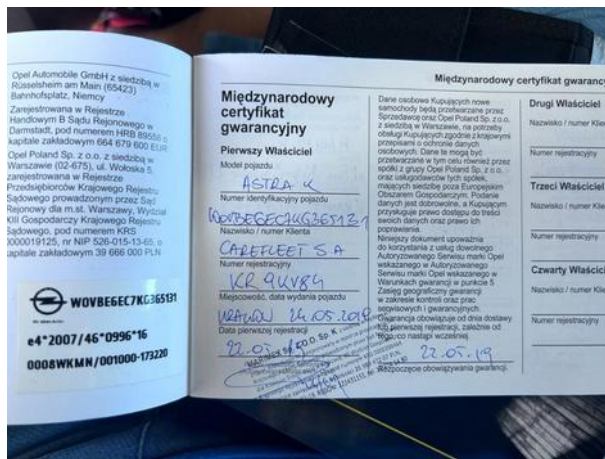 Opel Automobile GmbH z siedzibą w
Rüsselsheim am Main (65423)
Bahnhofsplatz, Niemcy
Zarejestrowana w Rejestrze
Handlowym B Sądu Rejonowego w
Darmstadt, pod numerem HRB 89558 o
kapitale zakładowym 664 679 600 EUR
Opel Poland Sp. z o.o. z siedzibą w
Warszawie (02-675), ul. Wołoska 5,
zarejestrowana w Rejestrze
Przedsiębiorców Krajowego Rejestru
Sądowego prowadzonym przez Sąd
Rejonowy dla m.st. Warszawy, Wydział
XIII Gospodarczy Krajowego Rejestru
Sądowego, pod numerem KRS
0000019125, nr NIP 526-015-13-65, o
kapitale zakładowym 39 666 000 PLN
W0VBE6EC7KG365131
e4*2007/46*0996*16
0008WKMN/001000-173220
Międzynarodowy certyfikat gwarancy
Międzynarodowy
certyfikat
gwarancyjny
Pierwszy Właściciel
Model pojazdu
ASTRA K
Numer identyfikacyjny pojazdu
W0VBE6EC7KG365131
Nazwisko / numer Klienta
CAREFLEET S.A
Numer rejestracyjny
KR 9KV84
Miejscowość, data wydania pojazdu
KRAKÓW 24.05.2019
Data pierwszej rejestracji
22.05.19
Dane osobowe Kupujących nowe
samochody będą przetwarzane przez
Sprzedawcę oraz Opel Poland Sp. z o.o.
z siedzibą w Warszawie, na potrzeby
obsługi Kupujących zgodnie z krajowymi
przepisami o ochronie danych
osobowych. Dane te mogą być
przetwarzane w tym celu również przez
spółki z grupy Opel Poland Sp. z o.o.
oraz usługodawców tych spółek,
mających siedzibę poza Europejskim
Obszarem Gospodarczym. Podanie
danych jest dobrowolne, a Kupującym
przysługuje prawo dostępu do treści
swoich danych oraz prawo ich
poprawiania.
Niniejszy dokument upoważnia
do korzystania z usług dowolnego
Autoryzowanego Serwisu marki Opel
wskazanego w Autoryzowanego
Serwisu marki Opel wskazanego w
Warunkach gwarancji w punkcie 5
Zasięg geograficzny gwarancji
w zakresie kontroli oraz prac
serwisowych i gwarancyjnych.
Gwarancja obowiązuje od dnia dostawy
lub pierwszej rejestracji, zależnie od
tego, co nastąpi wcześniej.
22.05.19
Rozpoczęcie obowiązywania gwarancji
Drugi Właściciel
Nazwisko / numer Klie
Numer rejestracyjny
Trzeci Właściciel
Nazwisko / numer Klie
Numer rejestracyjny
Czwarty Właścici
Nazwisko / numer Klie
Numer rejestracyjny